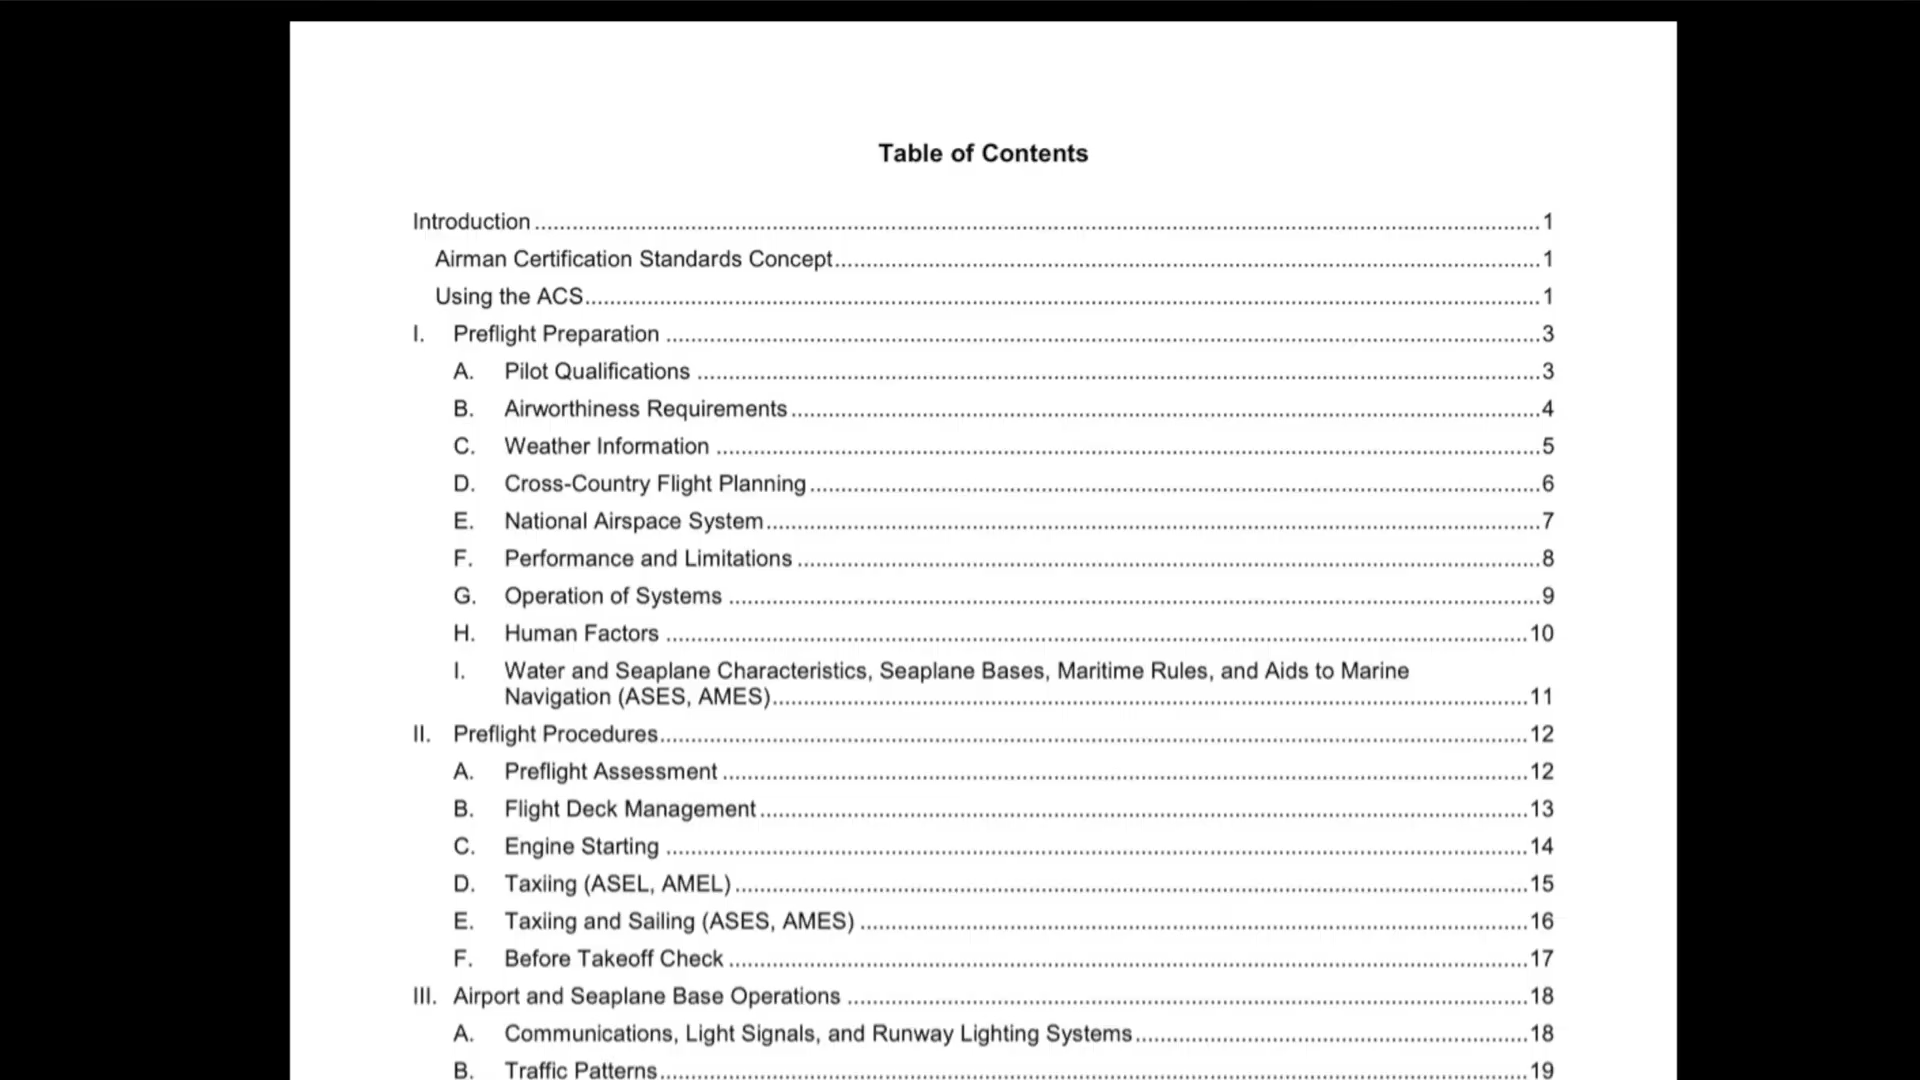 Table of Contents
Introduction 1
Airman Certification Standards Concept 1
Using the ACS 1
I. Preflight Preparation 3
A. Pilot Qualifications 3
B. Airworthiness Requirements 4
C. Weather Information 5
D. Cross-Country Flight Planning 6
E. National Airspace System 7
F. Performance and Limitations 8
G. Operation of Systems 9
H. Human Factors 10
I. Water and Seaplane Characteristics, Seaplane Bases, Maritime Rules, and Aids to Marine
Navigation (ASES, AMES) 11
II. Preflight Procedures 12
A. Preflight Assessment 12
B. Flight Deck Management 13
C. Engine Starting 14
D. Taxiing (ASEL, AMEL) 15
E. Taxiing and Sailing (ASES, AMES) 16
F. Before Takeoff Check 17
III. Airport and Seaplane Base Operations 18
A. Communications, Light Signals, and Runway Lighting Systems 18
B. Traffic Patterns 19